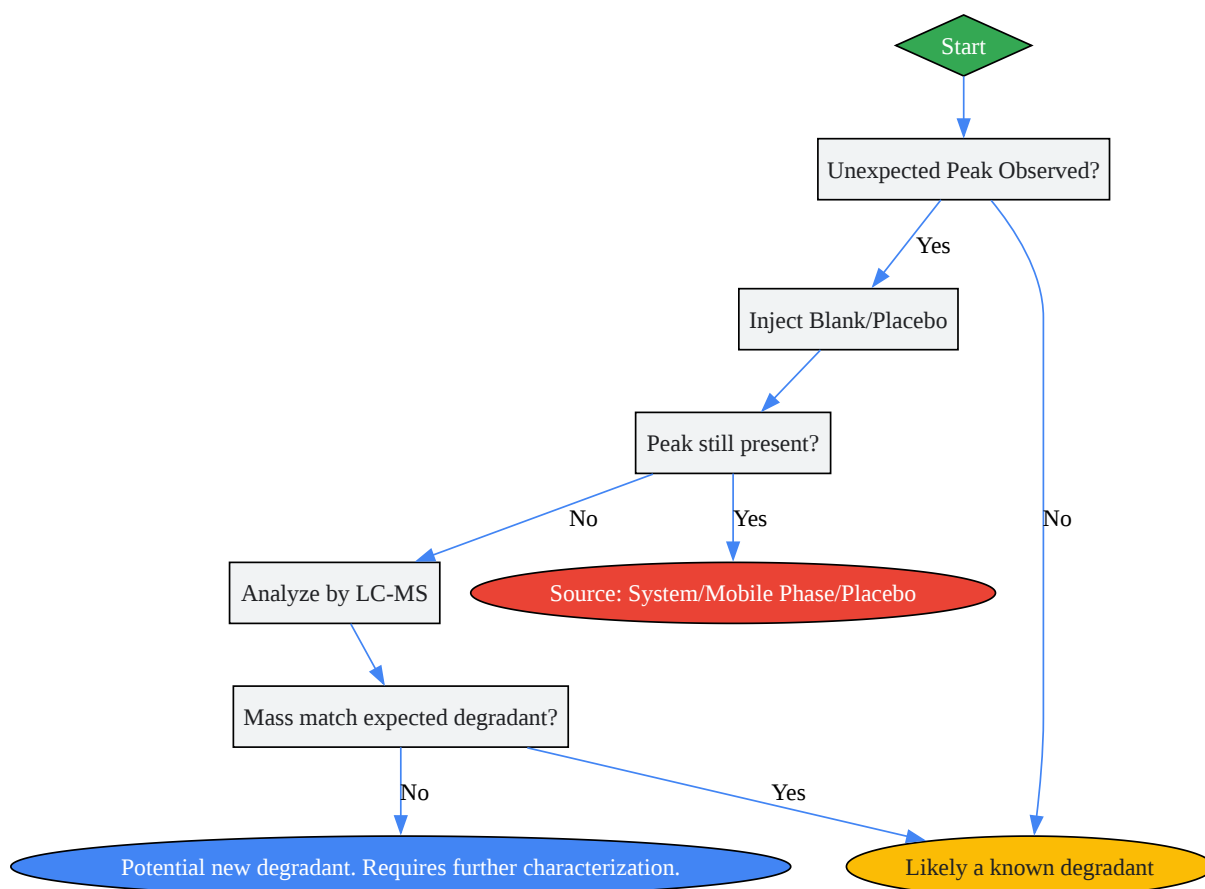 Start
Unexpected Peak Observed?
Yes
Inject Blank/Placebo
Peak still present?
No
Yes
No
Analyze by LC-MS
Source: System/Mobile Phase/Placebo
Mass match expected degradant?
No
Yes
Potential new degradant. Requires further characterization.
Likely a known degradant